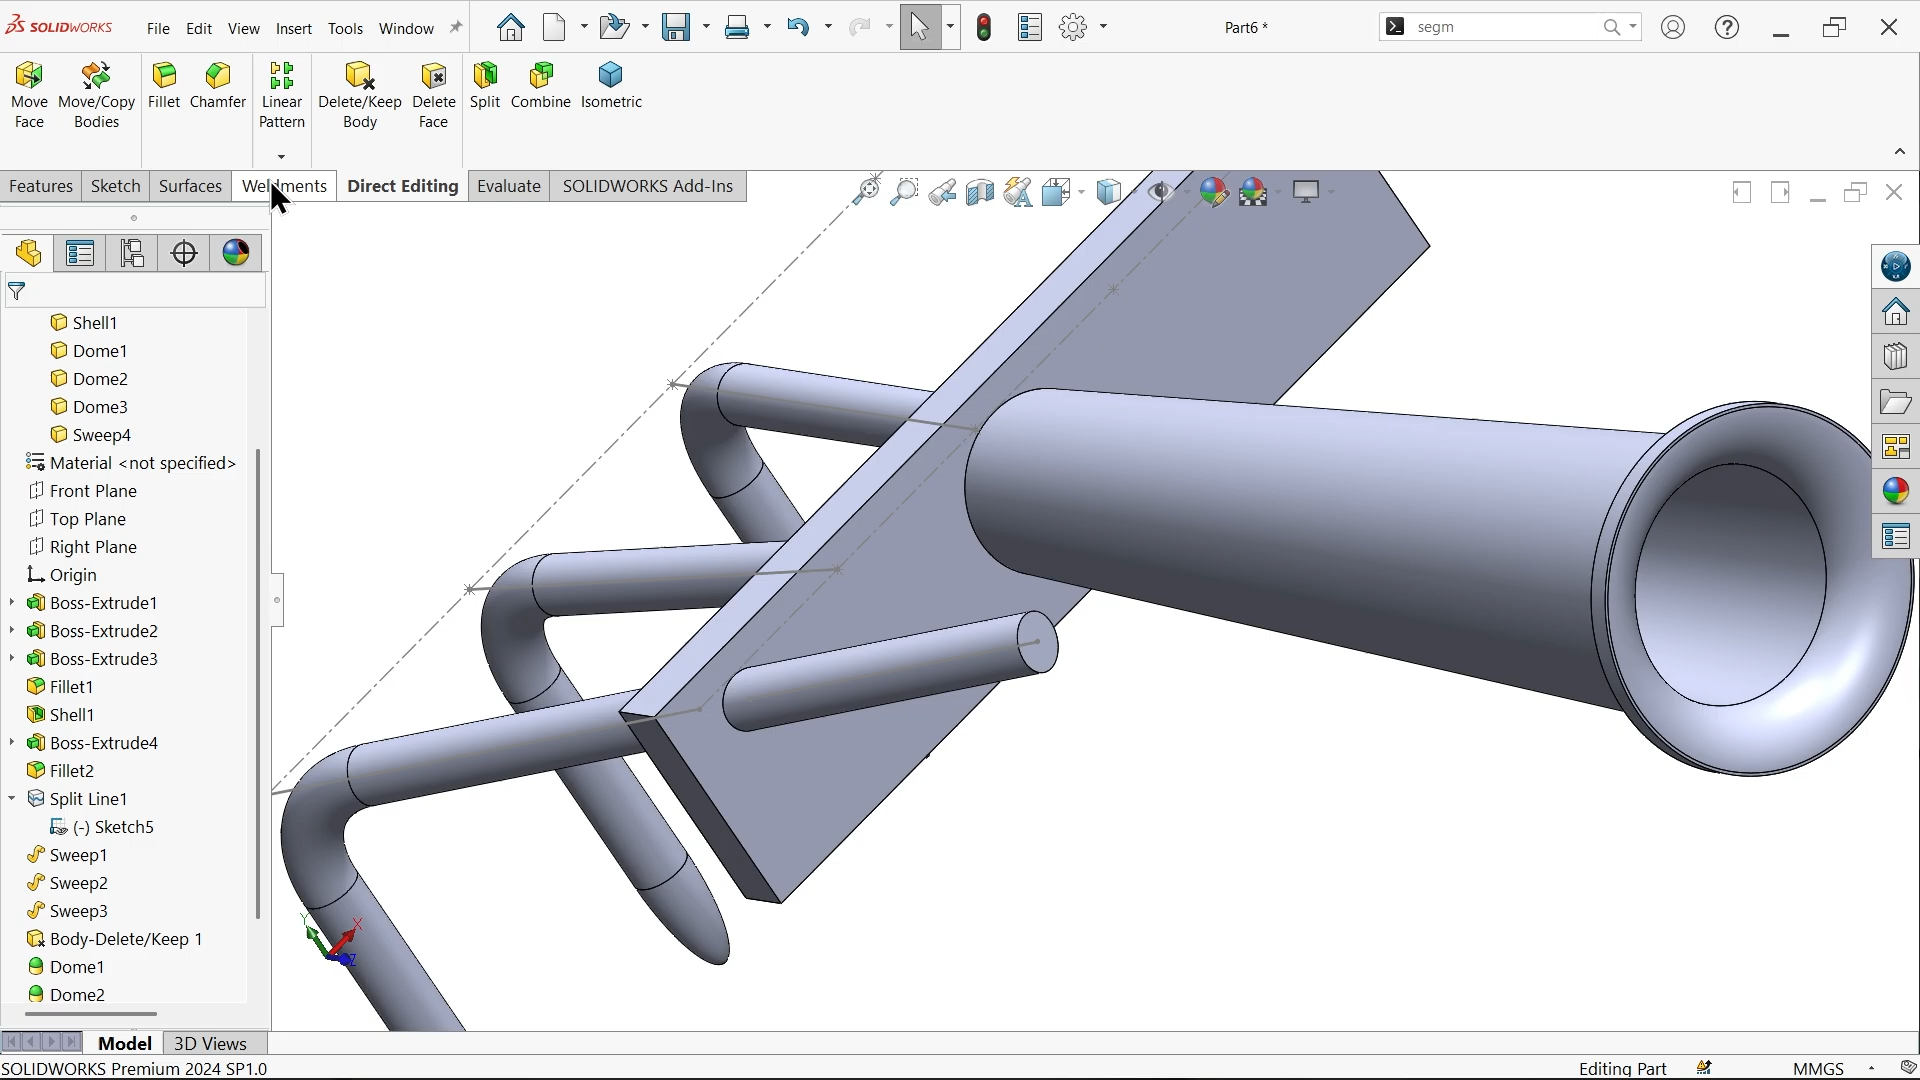 SOLIDWORKS File Edit View Insert Tools Window Part6 * segm
Move Face
Move/Copy Bodies
Fillet
Chamfer
Linear Pattern
Delete/Keep Body
Delete Face
Split
Combine
Isometric
Features Sketch Surfaces Weldments Direct Editing Evaluate SOLIDWORKS Add-Ins
Shell1
Dome1
Dome2
Dome3
Sweep4
Material <not specified>
Front Plane
Top Plane
Right Plane
Origin
Boss-Extrude1
Boss-Extrude2
Boss-Extrude3
Fillet1
Shell1
Boss-Extrude4
Fillet2
Split Line1
(-) Sketch5
Sweep1
Sweep2
Sweep3
Body-Delete/Keep 1
Dome1
Dome2
Y X Z
Model 3D Views
SOLIDWORKS Premium 2024 SP1.0 Editing Part MMGS